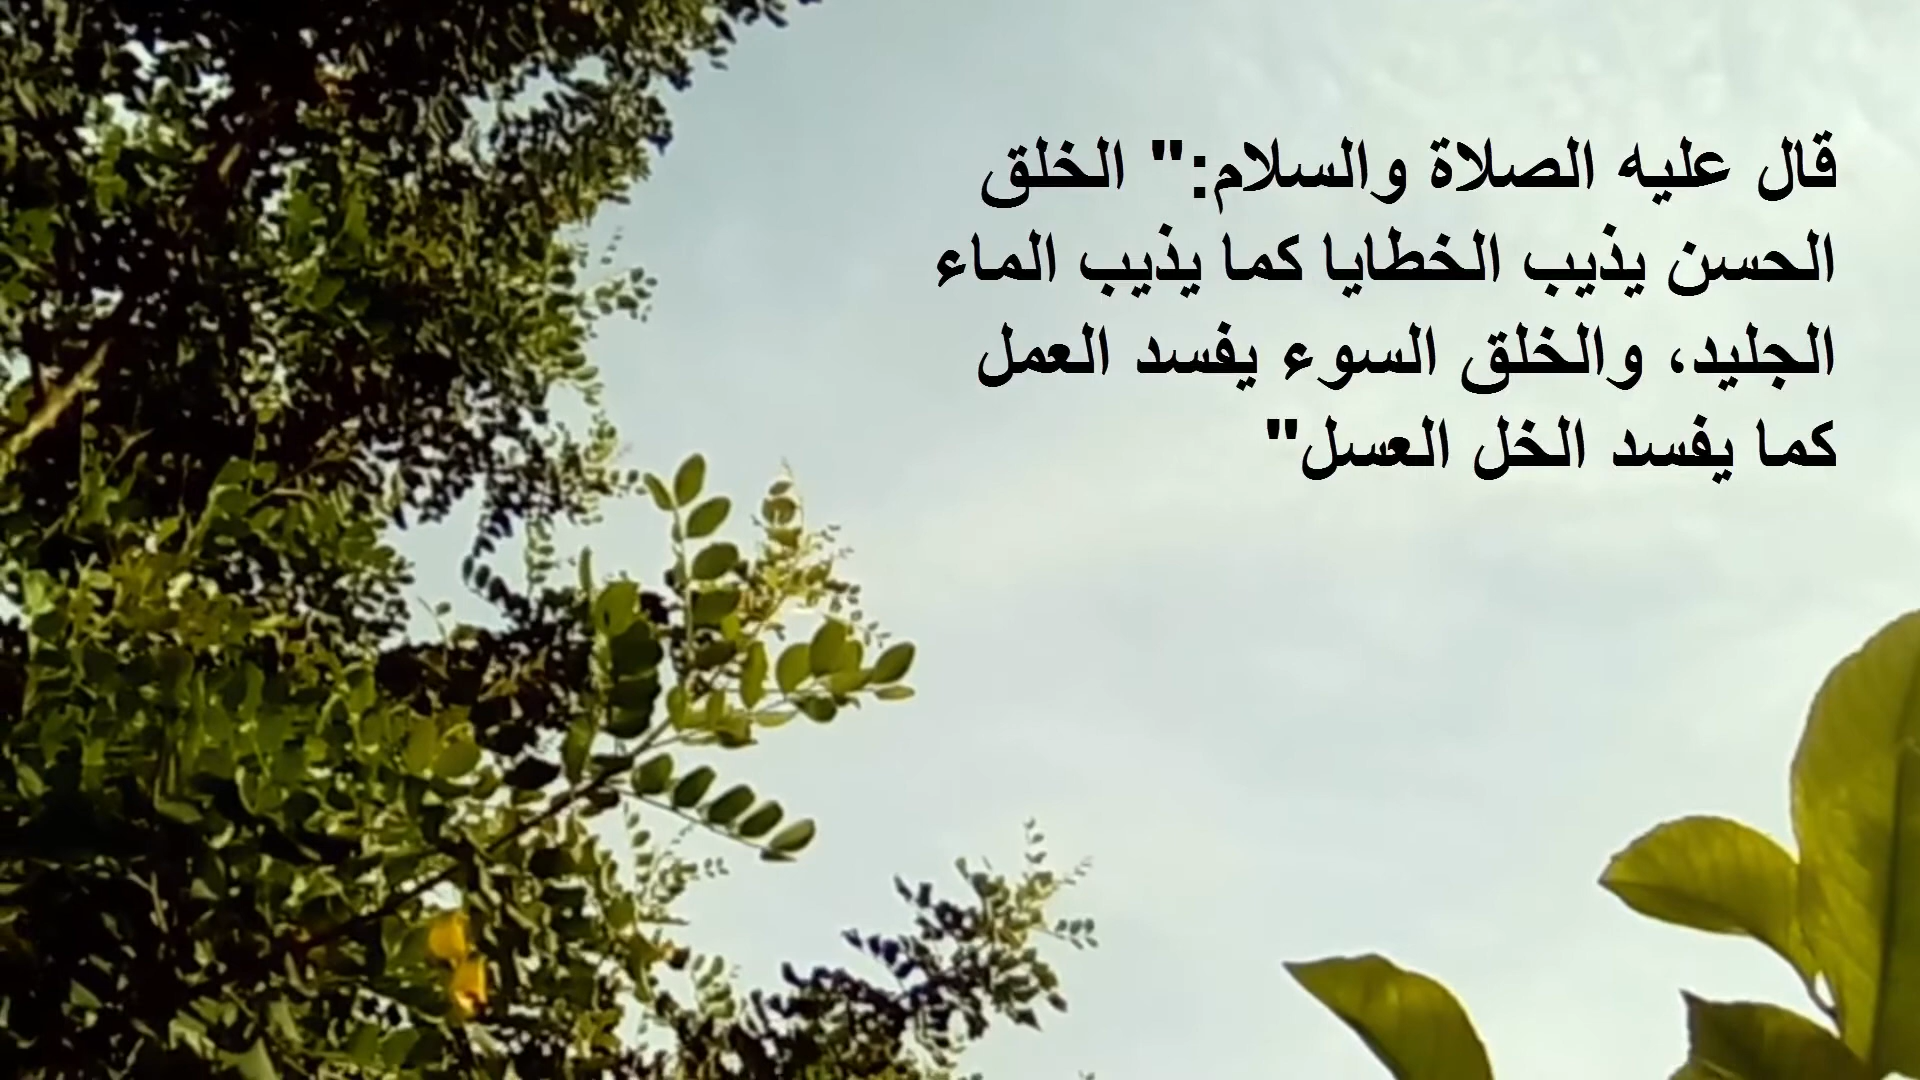 قال عليه الصلاة والسلام:" الخلق
الحسن يذيب الخطايا كما يذيب الماء
الجليد، والخلق السوء يفسد العمل
كما يفسد الخل العسل"